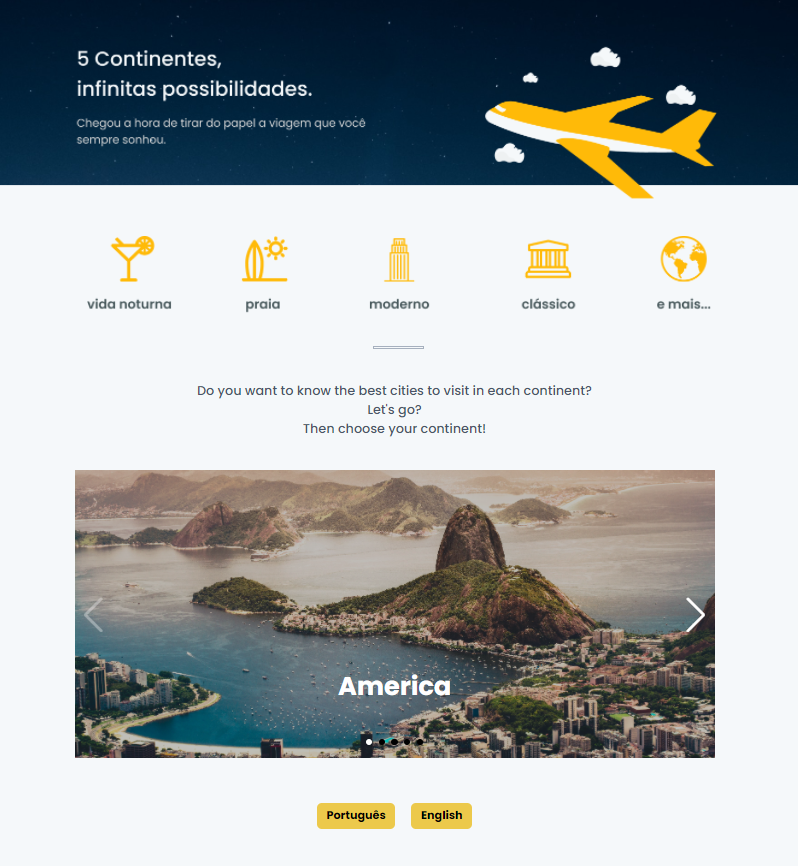 5 Continentes,
infinitas possibilidades.
Chegou a hora de tirar do papel a viagem que você
sempre sonhou.
vida noturna
praia
moderno
clássico
e mais...
Do you want to know the best cities to visit in each continent?
Let's go?
Then choose your continent!
America
Português
English